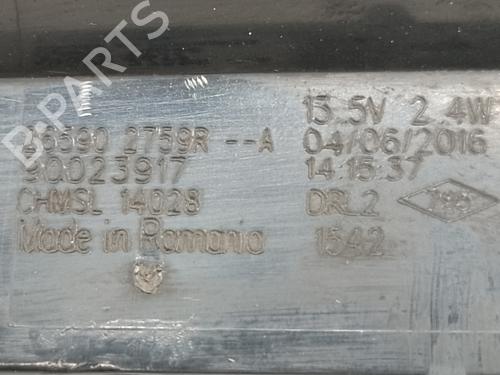 B-PARTS
26590 2759R --A
90023917
CHMSL 14028
Made in Romania
13.5V 2.4W
04/06/2016
14:15:37
DRL2
1542